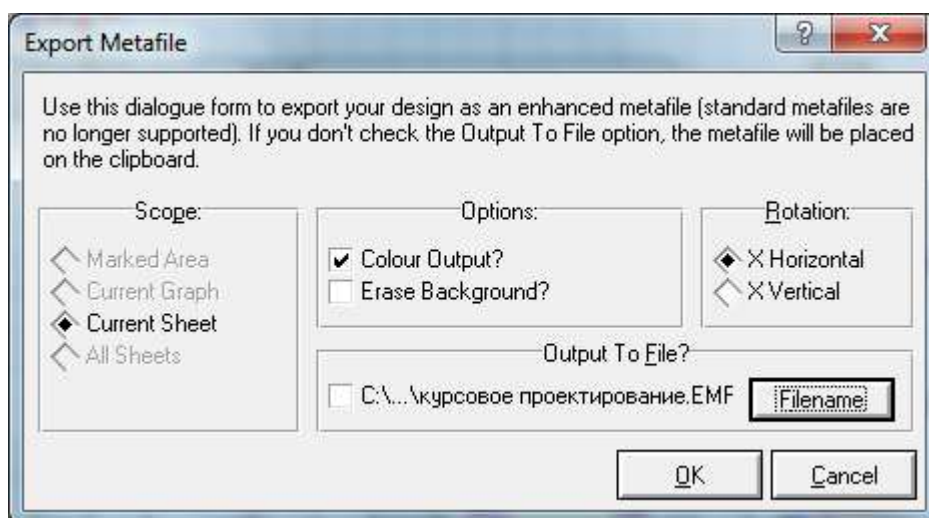 Export Metafile
Use this dialogue form to export your design as an enhanced metafile (standard metafiles are
no longer supported). If you don't check the Output To File option, the metafile will be placed
on the clipboard.
Scope:
Marked Area
Current Graph
Current Sheet
All Sheets
Options:
Colour Output?
Erase Background?
Rotation:
X Horizontal
X Vertical
Output To File?
C:\...\курсовое проектирование.EMF
Filename
OK
Cancel